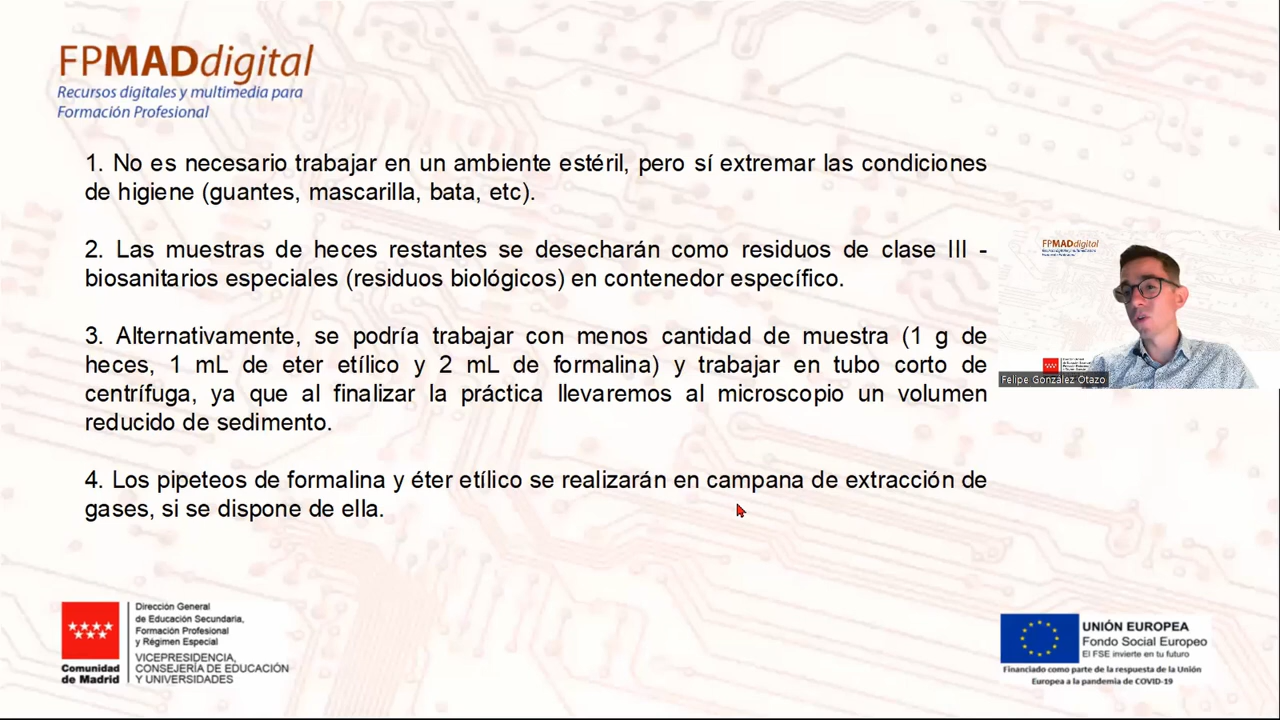 FPMADdigital
Recursos digitales y multimedia para
Formación Profesional
1. No es necesario trabajar en un ambiente estéril, pero sí extremar las condiciones
de higiene (guantes, mascarilla, bata, etc).
2. Las muestras de heces restantes se desecharán como residuos de clase III -
biosanitarios especiales (residuos biológicos) en contenedor específico.
3. Alternativamente, se podría trabajar con menos cantidad de muestra (1 g de
heces, 1 mL de eter etílico y 2 mL de formalina) y trabajar en tubo corto de
centrífuga, ya que al finalizar la práctica llevaremos al microscopio un volumen
reducido de sedimento.
4. Los pipeteos de formalina y éter etílico se realizarán en campana de extracción de
gases, si se dispone de ella.
FPMADdigital
Felipe González Otazo
Comunidad
de Madrid
Dirección General
de Educación Secundaria,
Formación Profesional
y Régimen Especial
VICEPRESIDENCIA,
CONSEJERÍA DE EDUCACIÓN
Y UNIVERSIDADES
UNIÓN EUROPEA
Fondo Social Europeo
El FSE invierte en tu futuro
Financiado como parte de la respuesta de la Unión
Europea a la pandemia de COVID-19